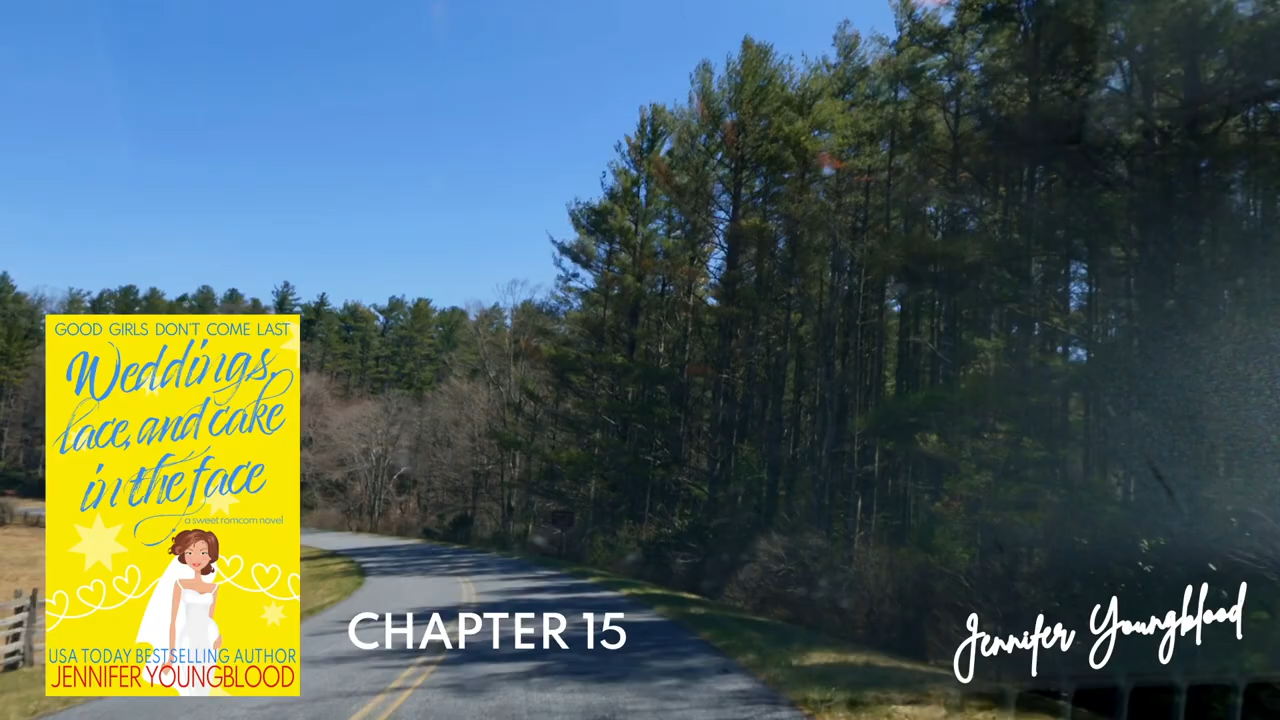 GOOD GIRLS DON'T COME LAST
Weddings,
lace, and cake
in the face
a sweet romcom novel
USA TODAY BESTSELLING AUTHOR
JENNIFER YOUNGBLOOD
CHAPTER 15
Jennifer Youngblood